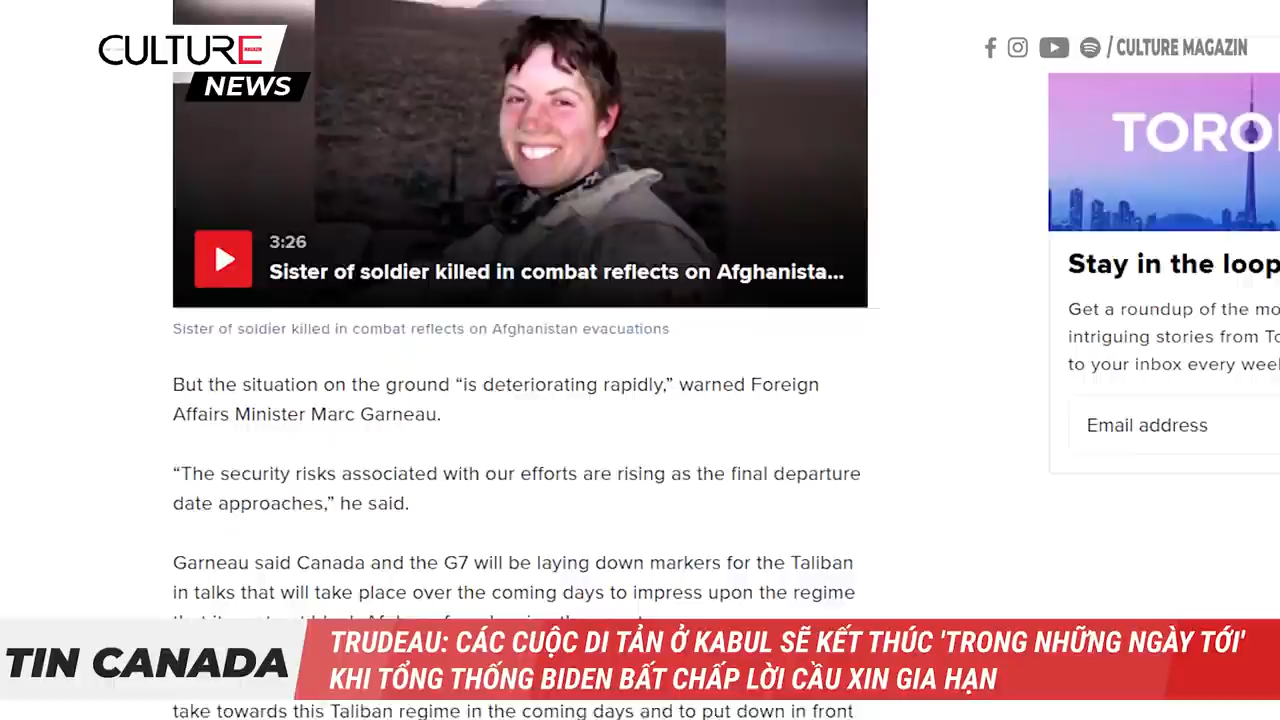 CULTURE
NEWS
/ CULTURE MAGAZIN
TORO
3:26
Sister of soldier killed in combat reflects on Afghanista...
Sister of soldier killed in combat reflects on Afghanistan evacuations
But the situation on the ground “is deteriorating rapidly,” warned Foreign
Affairs Minister Marc Garneau.
“The security risks associated with our efforts are rising as the final departure
date approaches,” he said.
Garneau said Canada and the G7 will be laying down markers for the Taliban
in talks that will take place over the coming days to impress upon the regime
Stay in the loop
Get a roundup of the mo
intriguing stories from To
to your inbox every week
Email address
TIN CANADA
TRUDEAU: CÁC CUỘC DI TẢN Ở KABUL SẼ KẾT THÚC 'TRONG NHỮNG NGÀY TỚI'
KHI TỔNG THỐNG BIDEN BẤT CHẤP LỜI CẦU XIN GIA HẠN
take towards this Taliban regime in the coming days and to put down in front